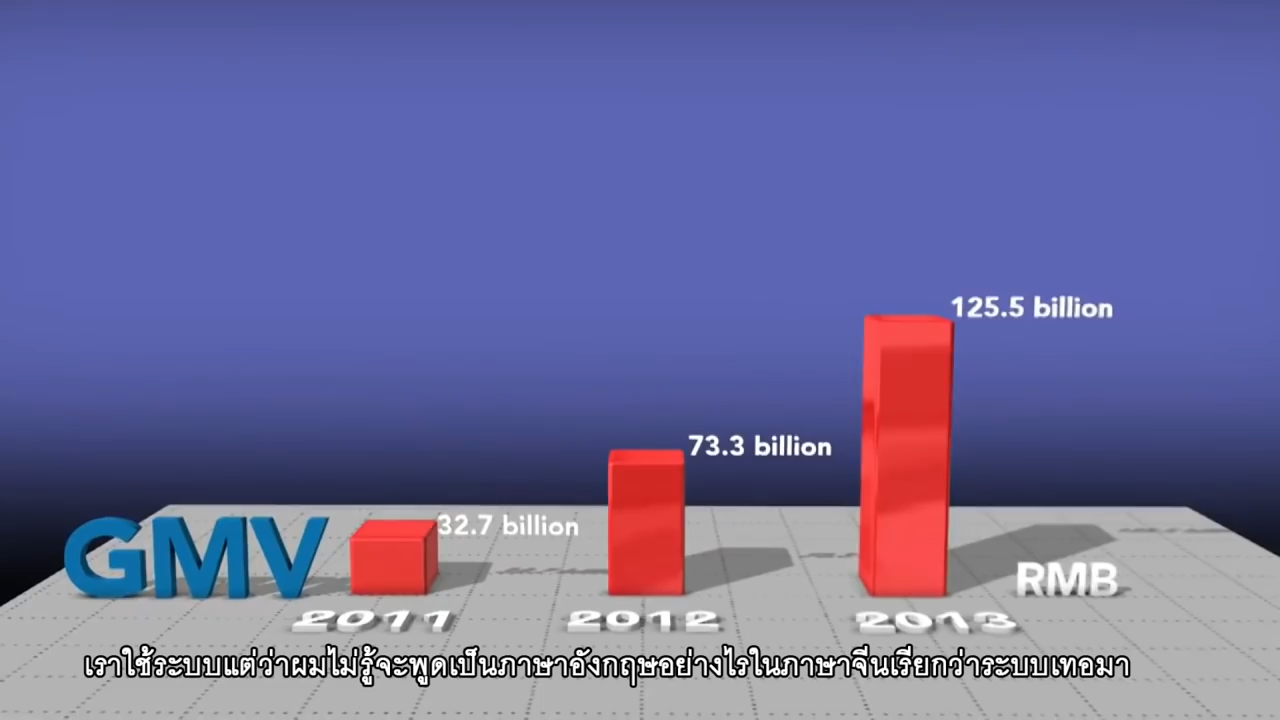 125.5 billion
73.3 billion
32.7 billion
GMV
RMB
2011 2012 2013
เราใช้ระบบแต่ว่าผมไม่รู้จะพูดเป็นภาษาอังกฤษอย่างไรในภาษาจีนเรียกว่าระบบเทอมา